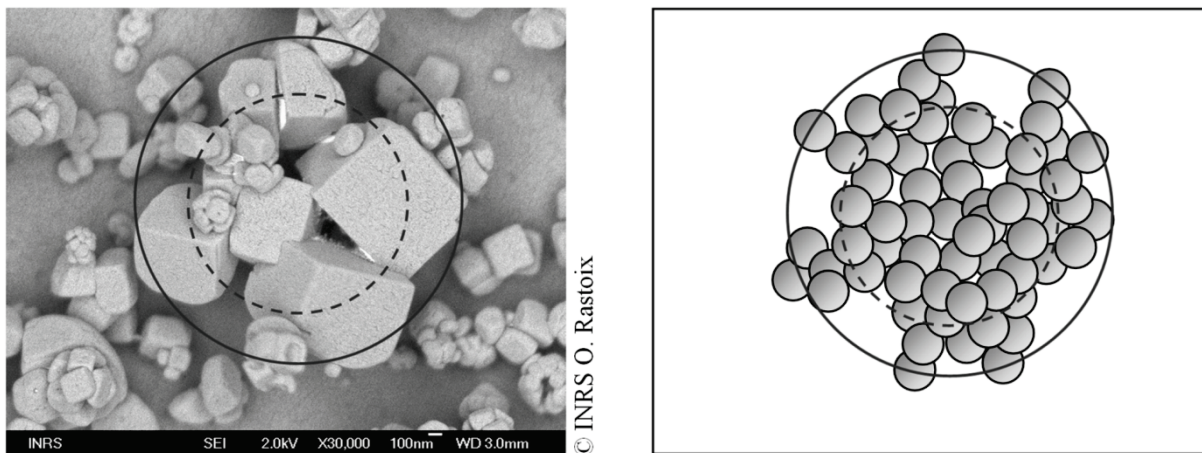 INRS SEI 2.0kV X30,000 100nm WD 3.0mm
© INRS O. Rastoix